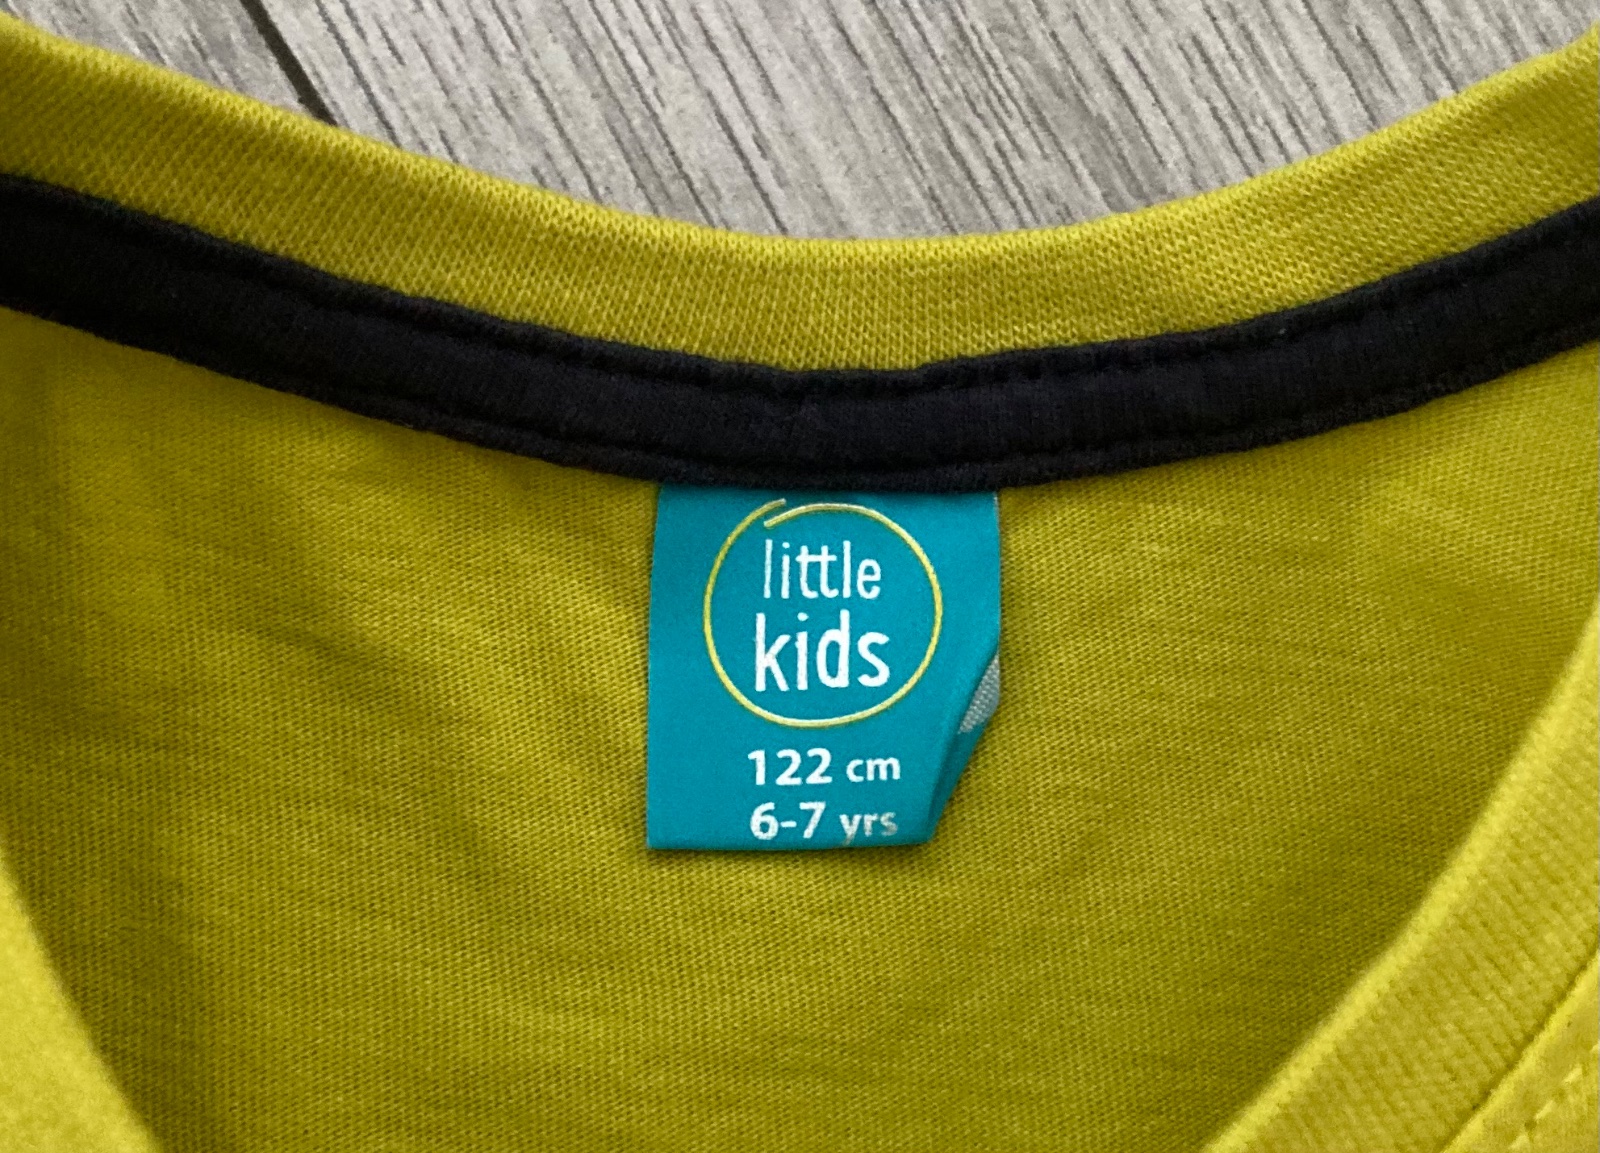 little
kids
122 cm
6-7 yrs